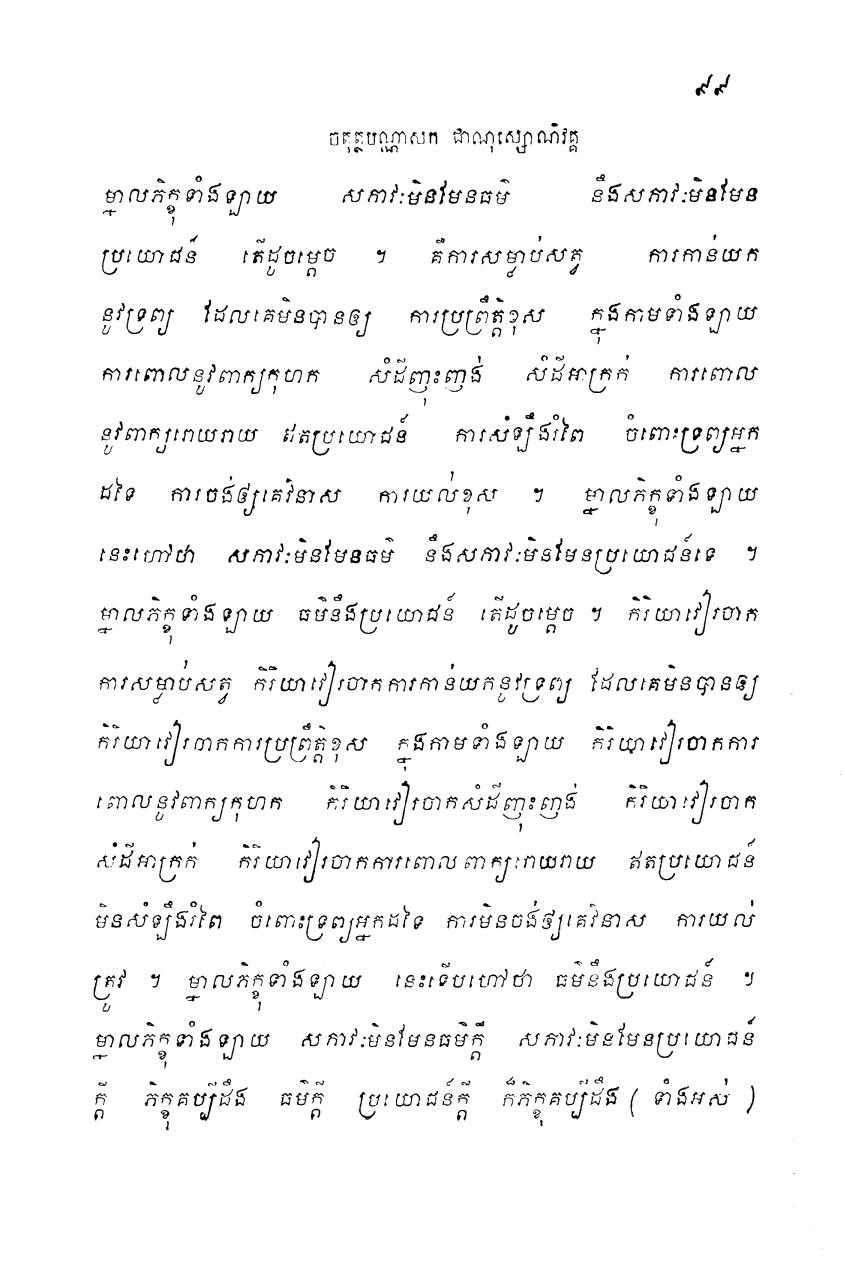 ៩៩
ចតុត្ថបណ្ណាសក ជាណុស្សោណិវគ្គ
ម្នាលភិក្ខុទាំងឡាយ សភាវៈមិនមែនធម៌ នឹងសភាវៈមិនមែន
ប្រយោជន៍ តើដូចម្តេច ។ គឺការសម្លាប់សត្វ ការកាន់យក
នូវទ្រព្យ ដែលគេមិនបានឲ្យ ការប្រព្រឹត្តិខុស ក្នុងកាមទាំងឡាយ
ការពោលនូវពាក្យកុហក សំដីញុះញង់ សំដីអាក្រក់ ការពោល
នូវពាក្យរោយរាយ ឥតប្រយោជន៍ ការសំឡឹងរំពៃ ចំពោះទ្រព្យអ្នក
ដទៃ ការចង់ឲ្យគេវិនាស ការយល់ខុស ។ ម្នាលភិក្ខុទាំងឡាយ
នេះហៅថា សភាវៈមិនមែនធម៌ នឹងសភាវៈមិនមែនប្រយោជន៍ទេ ។
ម្នាលភិក្ខុទាំងឡាយ ធម៌នឹងប្រយោជន៍ តើដូចម្តេច ។ កិរិយាវៀរចាក
ការសម្លាប់សត្វ កិរិយាវៀរចាកការកាន់យកនូវទ្រព្យ ដែលគេមិនបានឲ្យ
កិរិយាវៀរចាកការប្រព្រឹត្តិខុស ក្នុងកាមទាំងឡាយ កិរិយាវៀរចាកការ
ពោលនូវពាក្យកុហក កិរិយាវៀរចាកសំដីញុះញង់ កិរិយាវៀរចាក
សំដីអាក្រក់ កិរិយាវៀរចាកការពោលពាក្យរោយរាយ ឥតប្រយោជន៍
មិនសំឡឹងរំពៃ ចំពោះទ្រព្យអ្នកដទៃ ការមិនចង់ឲ្យគេវិនាស ការយល់
ត្រូវ ។ ម្នាលភិក្ខុទាំងឡាយ នេះទើបហៅថា ធម៌នឹងប្រយោជន៍ ។
ម្នាលភិក្ខុទាំងឡាយ សភាវៈមិនមែនធម៌ក្តី សភាវៈមិនមែនប្រយោជន៍
ក្តី ភិក្ខុគប្បីដឹង ធម៌ក្តី ប្រយោជន៍ក្តី ក៏ភិក្ខុគប្បីដឹង ( ទាំងអស់ )